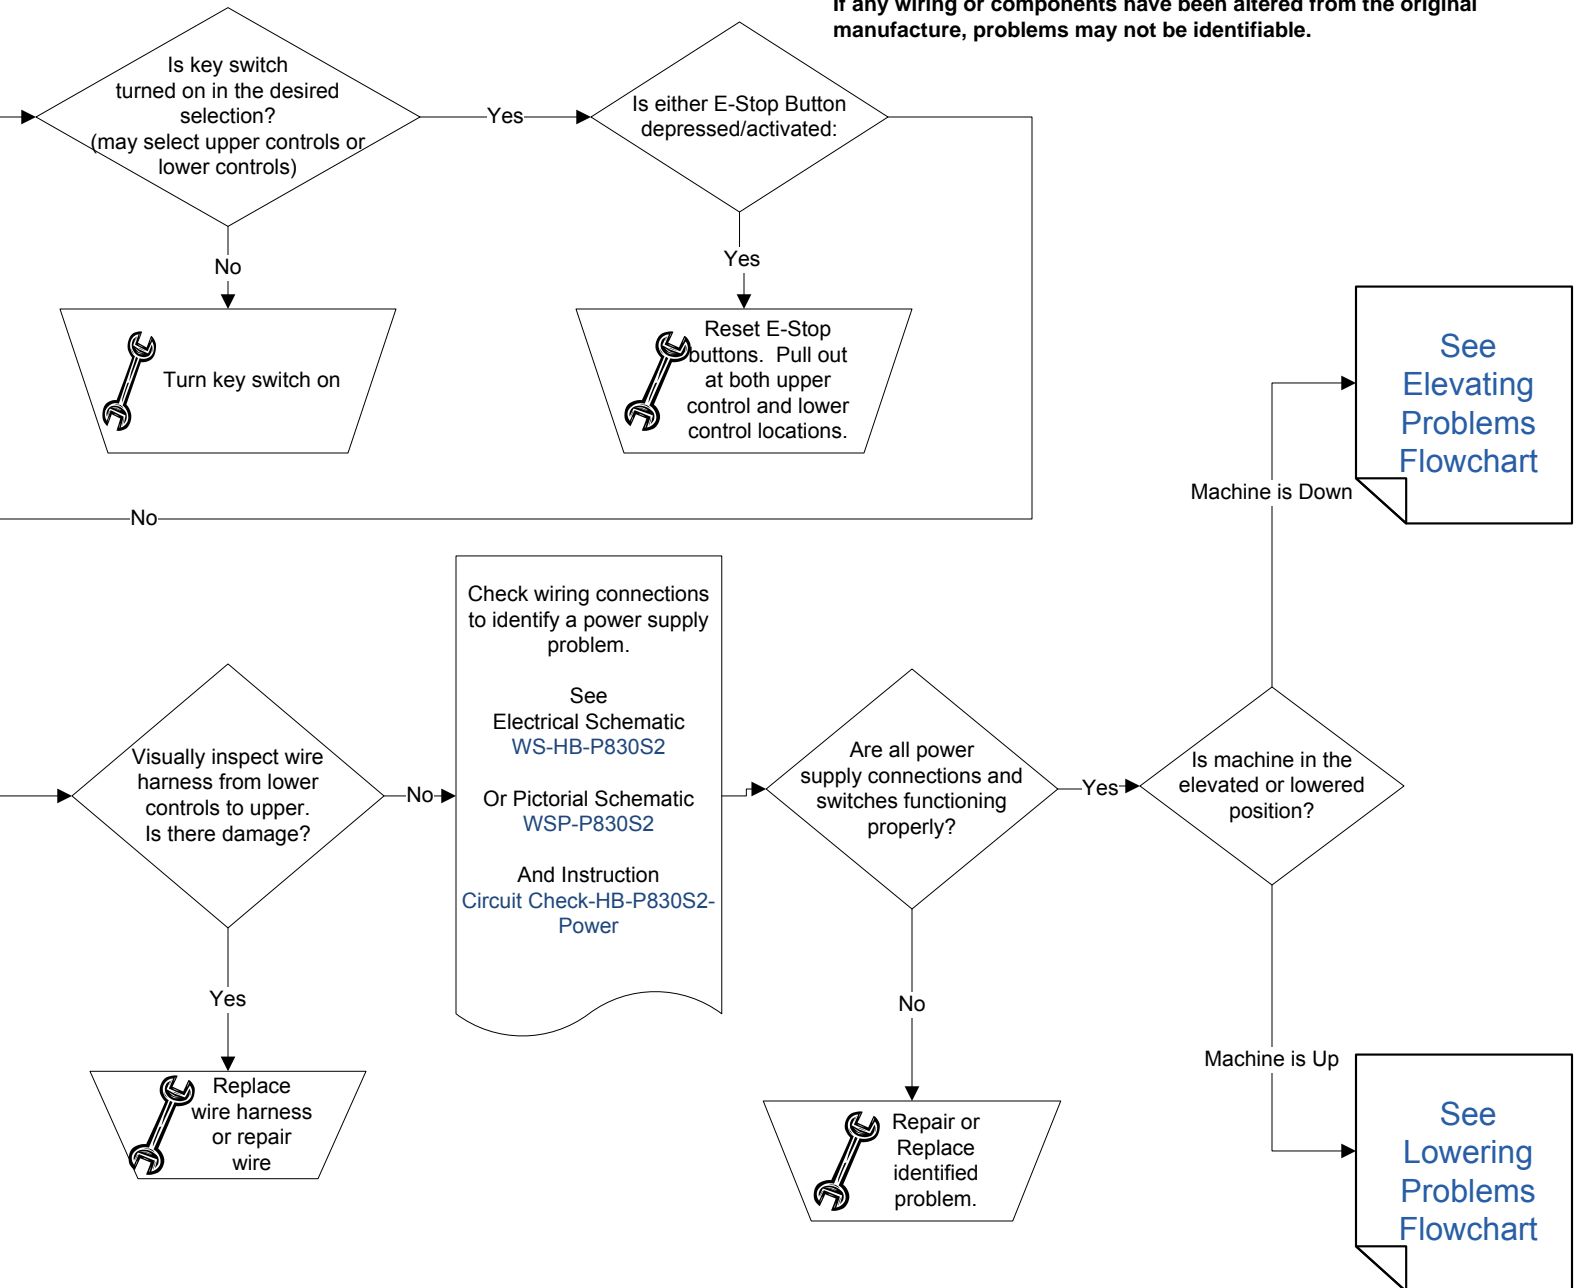 If any wiring or components have been altered from the original
manufacture, problems may not be identifiable.
Is key switch
turned on in the desired
selection?
(may select upper controls or
lower controls)
Yes
Is either E-Stop Button
depressed/activated:
No
Yes
Turn key switch on
Reset E-Stop
buttons. Pull out
at both upper
control and lower
control locations.
See
Elevating
Problems
Flowchart
Machine is Down
No
Check wiring connections
to identify a power supply
problem.
See
Electrical Schematic
WS-HB-P830S2
Or Pictorial Schematic
WSP-P830S2
And Instruction
Circuit Check-HB-P830S2-
Power
Visually inspect wire
harness from lower
controls to upper.
Is there damage?
No
Are all power
supply connections and
switches functioning
properly?
Yes
Is machine in the
elevated or lowered
position?
Yes
No
Machine is Up
Replace
wire harness
or repair
wire
Repair or
Replace
identified
problem.
See
Lowering
Problems
Flowchart